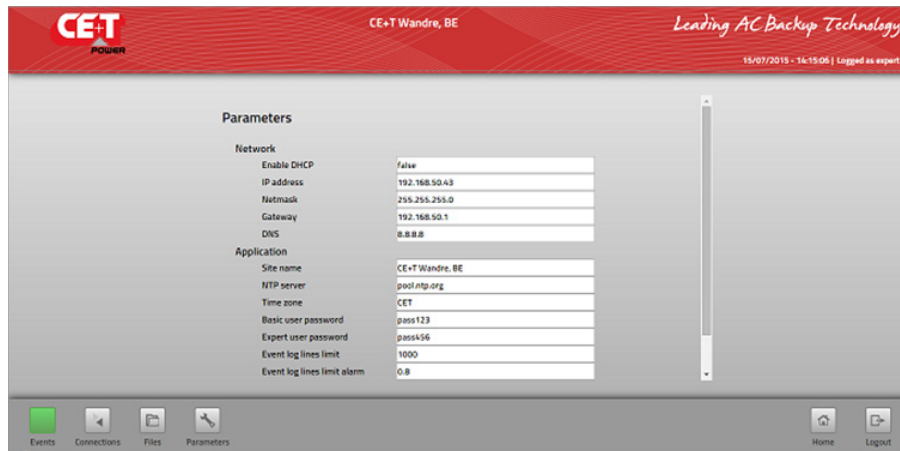 CE+T
POWER
CE+T Wandre, BE
Leading AC Backup Technology
15/07/2015 - 14:15:06 | Logged as expert
Parameters
Network
Enable DHCP false
IP address 192.168.50.43
Netmask 255.255.255.0
Gateway 192.168.50.1
DNS 8.8.8.8
Application
Site name CE+T Wandre, BE
NTP server pool.ntp.org
Time zone CET
Basic user password pass123
Expert user password pass456
Event log lines limit 1000
Event log lines limit alarm 0.8
Events Connections Files Parameters Home Logout